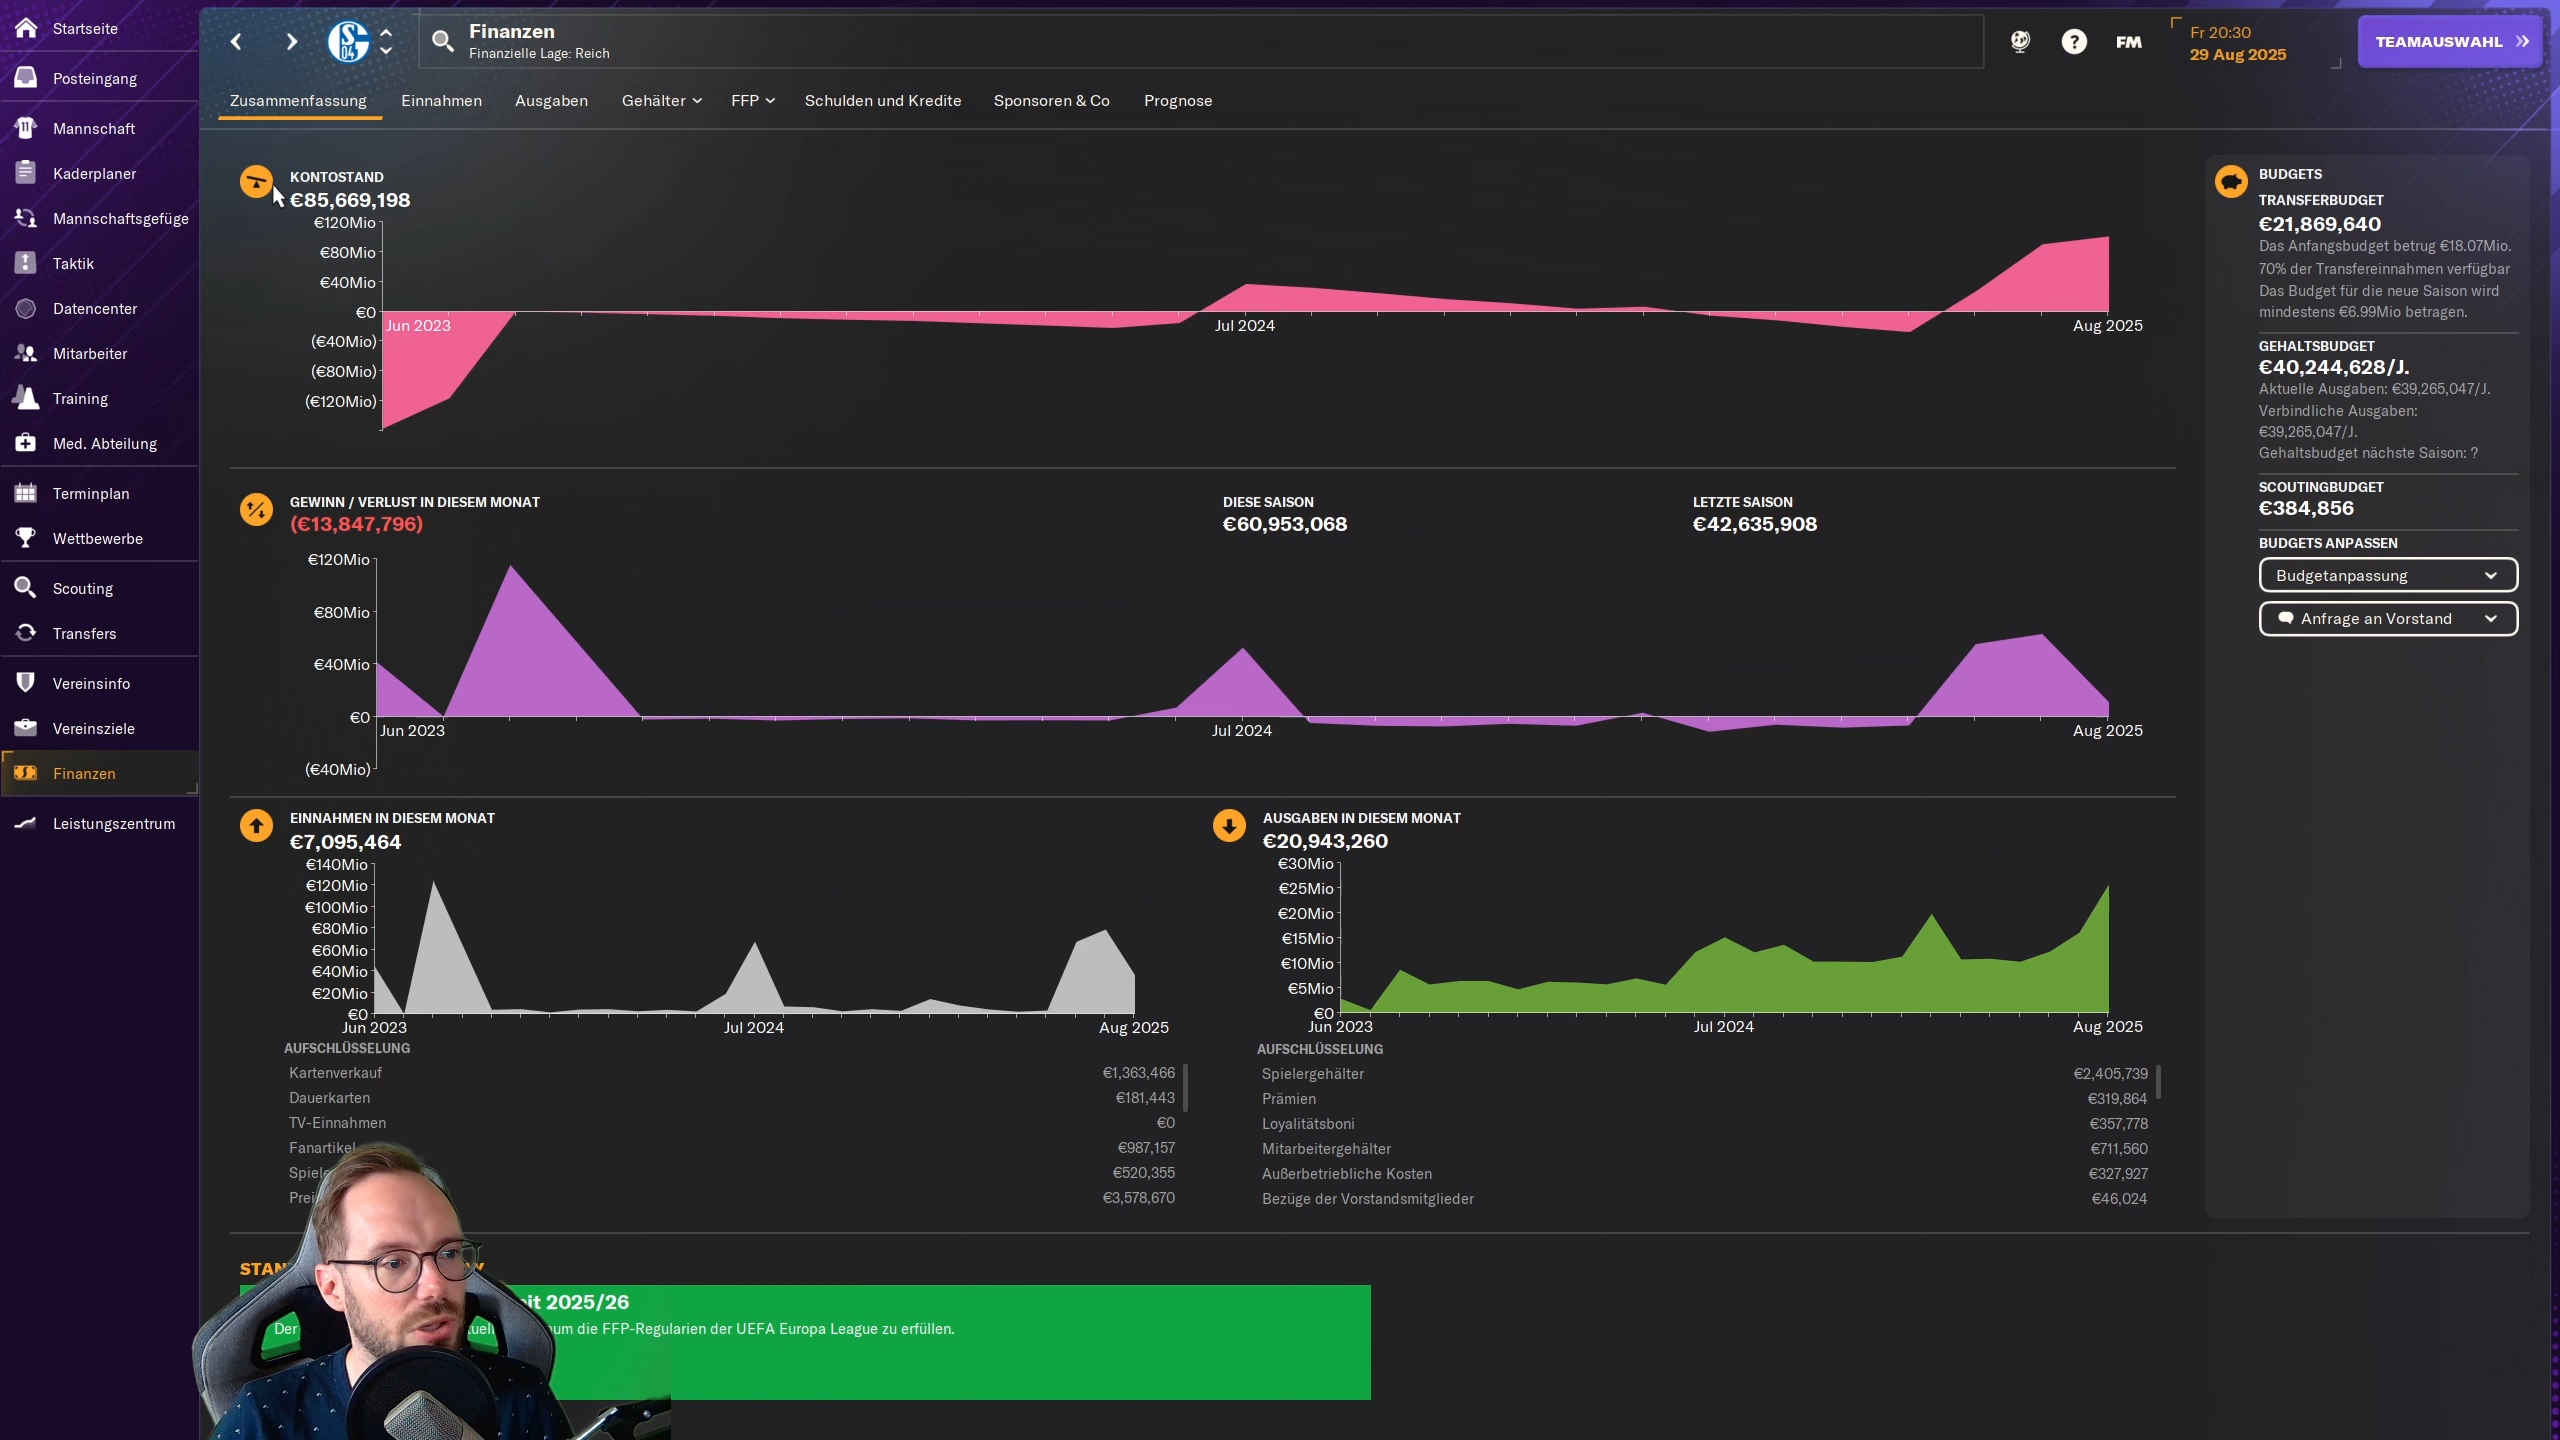 Startseite
Posteingang
Mannschaft
Kaderplaner
Mannschaftsgefüge
Taktik
Datencenter
Mitarbeiter
Training
Med. Abteilung
Terminplan
Wettbewerbe
Scouting
Transfers
Vereinsinfo
Vereinsziele
Finanzen
Leistungszentrum
Finanzen
Finanzielle Lage: Reich
?
FM
Fr 20:30
29 Aug 2025
TEAMAUSWAHL
Zusammenfassung Einnahmen Ausgaben Gehälter FFP Schulden und Kredite Sponsoren & Co Prognose
KONTOSTAND
€85,669,198
€120Mio
€80Mio
€40Mio
€0
(€40Mio)
(€80Mio)
(€120Mio)
Jun 2023 Jul 2024 Aug 2025
GEWINN / VERLUST IN DIESEM MONAT
(€13,847,796)
DIESE SAISON
€60,953,068
LETZTE SAISON
€42,635,908
€120Mio
€80Mio
€40Mio
€0
(€40Mio)
Jun 2023 Jul 2024 Aug 2025
EINNAHMEN IN DIESEM MONAT
€7,095,464
€140Mio
€120Mio
€100Mio
€80Mio
€60Mio
€40Mio
€20Mio
€0
Jun 2023 Jul 2024 Aug 2025
AUFSCHLÜSSELUNG
Kartenverkauf €1,363,466
Dauerkarten €181,443
TV-Einnahmen €0
Fanartikel €987,157
€520,355
€3,578,670
AUSGABEN IN DIESEM MONAT
€20,943,260
€30Mio
€25Mio
€20Mio
€15Mio
€10Mio
€5Mio
€0
Jun 2023 Jul 2024 Aug 2025
AUFSCHLÜSSELUNG
Spielergehälter €2,405,739
Prämien €319,864
Loyalitätsboni €357,778
Mitarbeitergehälter €711,560
Außerbetriebliche Kosten €327,927
Bezüge der Vorstandsmitglieder €46,024
BUDGETS
TRANSFERBUDGET
€21,869,640
Das Anfangsbudget betrug €18.07Mio.
70% der Transfereinnahmen verfügbar
Das Budget für die neue Saison wird
mindestens €6.99Mio betragen.
GEHALTSBUDGET
€40,244,628/J.
Aktuelle Ausgaben: €39,265,047/J.
Verbindliche Ausgaben:
€39,265,047/J.
Gehaltsbudget nächste Saison: ?
SCOUTINGBUDGET
€384,856
BUDGETS ANPASSEN
Budgetanpassung
Anfrage an Vorstand
2025/26
Der die FFP-Regularien der UEFA Europa League zu erfüllen.